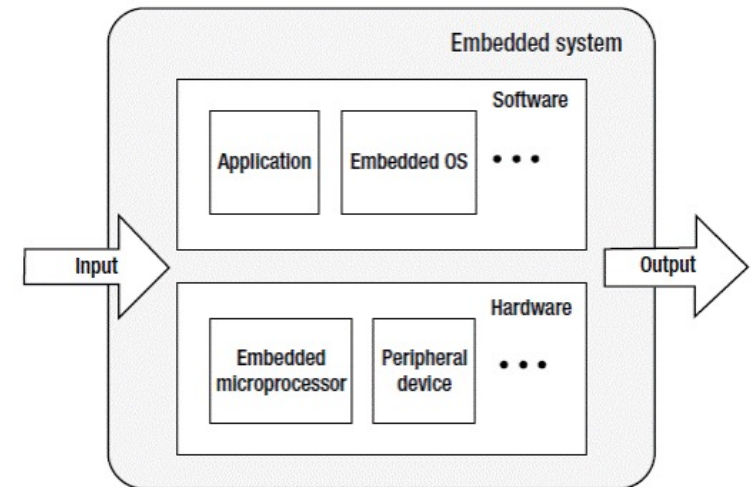 Embedded system
Software
Application
Embedded OS
• • •
Input
Output
Hardware
Embedded
microprocessor
Peripheral
device
• • •